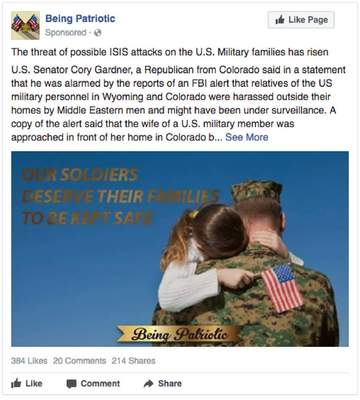 Being Patriotic
Like Page
Sponsored ·
The threat of possible ISIS attacks on the U.S. Military families has risen
U.S. Senator Cory Gardner, a Republican from Colorado said in a statement
that he was alarmed by the reports of an FBI alert that relatives of the US
military personnel in Wyoming and Colorado were harassed outside their
homes by Middle Eastern men and might have been under surveillance. A
copy of the alert said that the wife of a U.S. military member was
approached in front of her home in Colorado b... See More
OUR SOLDIERS
DESERVE THEIR FAMILIES
TO BE KEPT SAFE
Being Patriotic
384 Likes 20 Comments 214 Shares
Like Comment Share